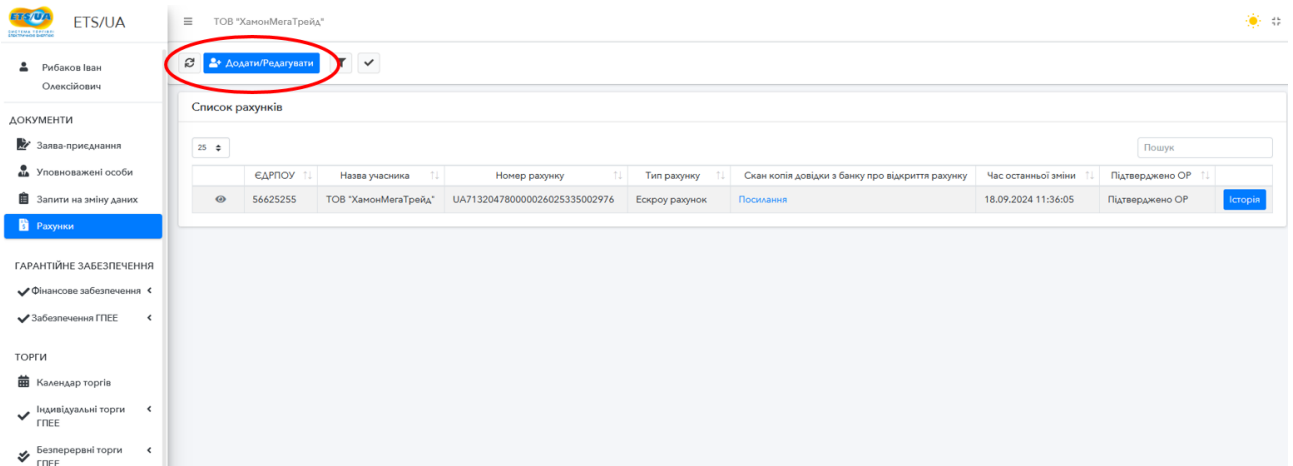 ETS/UA
ETS/UA
ТОВ "ХамонМегаТрейд"
Рибаков Іван
Олексійович
Додати/Редагувати
Список рахунків
ДОКУМЕНТИ
Заява-приєднання
25
Пошук
Уповноважені особи
ЄДРПОУ Назва учасника Номер рахунку Тип рахунку Скан копія довідки з банку про відкриття рахунку Час останньої зміни Підтверджено ОР
Запити на зміну даних
56625255 ТОВ "ХамонМегаТрейд" UA713204780000026025335002976 Ескроу рахунок Посилання 18.09.2024 11:36:05 Підтверджено ОР Історія
Рахунки
ГАРАНТІЙНЕ ЗАБЕЗПЕЧЕННЯ
Фінансове забезпечення
Забезпечення ГПЕЕ
ТОРГИ
Календар торгів
Індивідуальні торги
ГПЕЕ
Безперервні торги
ГПЕЕ